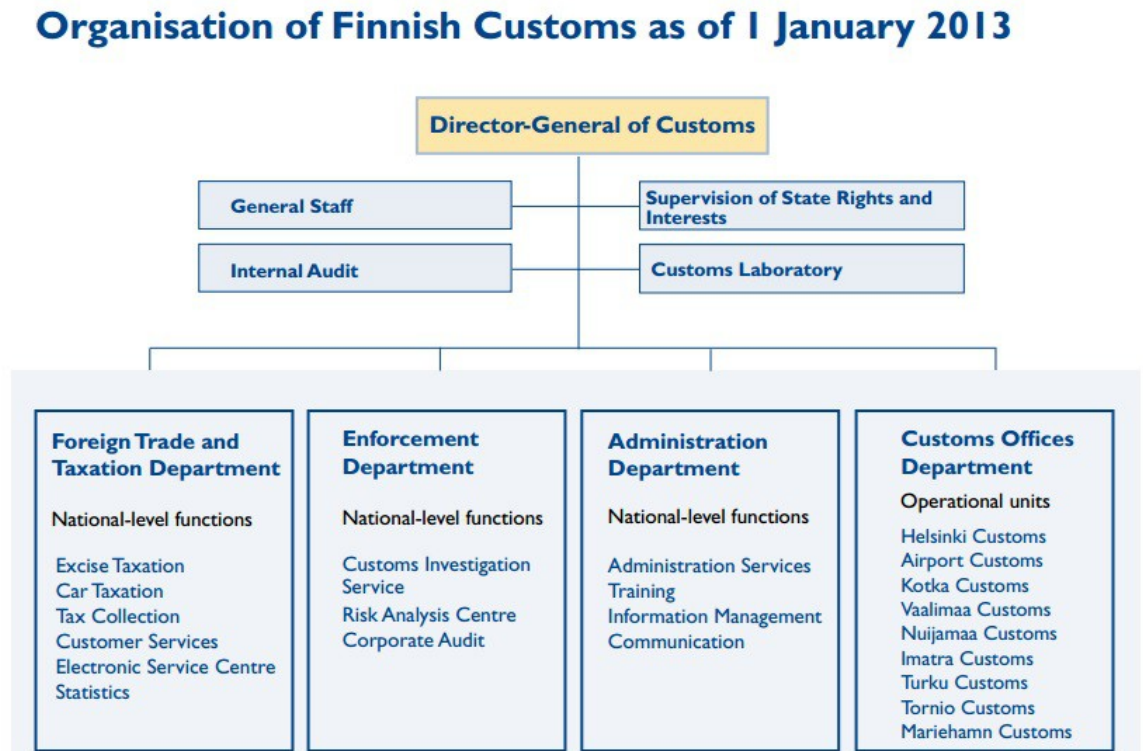 Organisation of Finnish Customs as of 1 January 2013
Director-General of Customs
General Staff
Supervision of State Rights and
Interests
Internal Audit
Customs Laboratory
Foreign Trade and
Taxation Department
National-level functions
Excise Taxation
Car Taxation
Tax Collection
Customer Services
Electronic Service Centre
Statistics
Enforcement
Department
National-level functions
Customs Investigation
Service
Risk Analysis Centre
Corporate Audit
Administration
Department
National-level functions
Administration Services
Training
Information Management
Communication
Customs Offices
Department
Operational units
Helsinki Customs
Airport Customs
Kotka Customs
Vaalimaa Customs
Nuijamaa Customs
Imatra Customs
Turku Customs
Tornio Customs
Mariehamn Customs